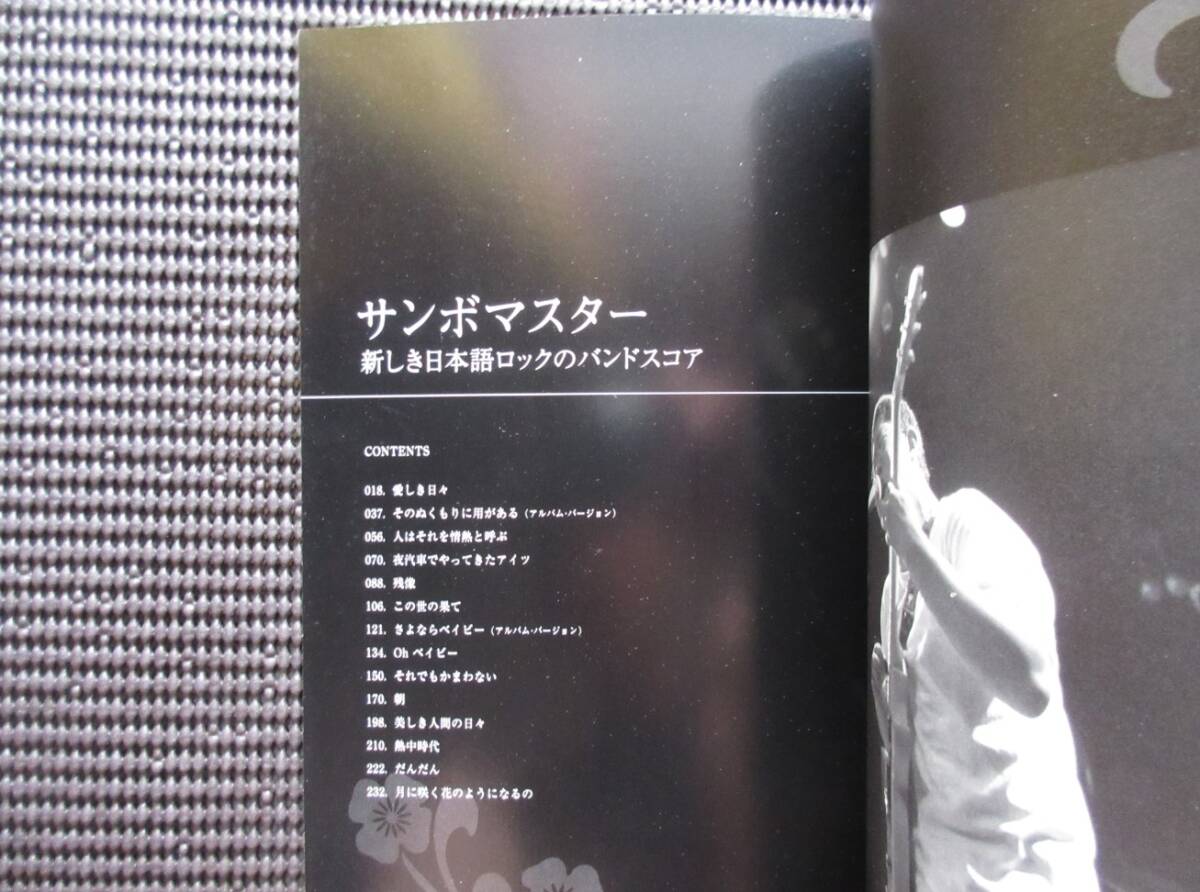 サンボマスター
新しき日本語ロックのバンドスコア
CONTENTS
018. 愛しき日々
037. そのぬくもりに用がある（アルバム・バージョン）
056. 人はそれを情熱と呼ぶ
070. 夜汽車でやってきたアイツ
088. 残像
106. この世の果て
121. さよならベイビー（アルバム・バージョン）
134. Oh ベイビー
150. それでもかまわない
170. 朝
198. 美しき人間の日々
210. 熱中時代
222. だんだん
232. 月に咲く花のようになるの